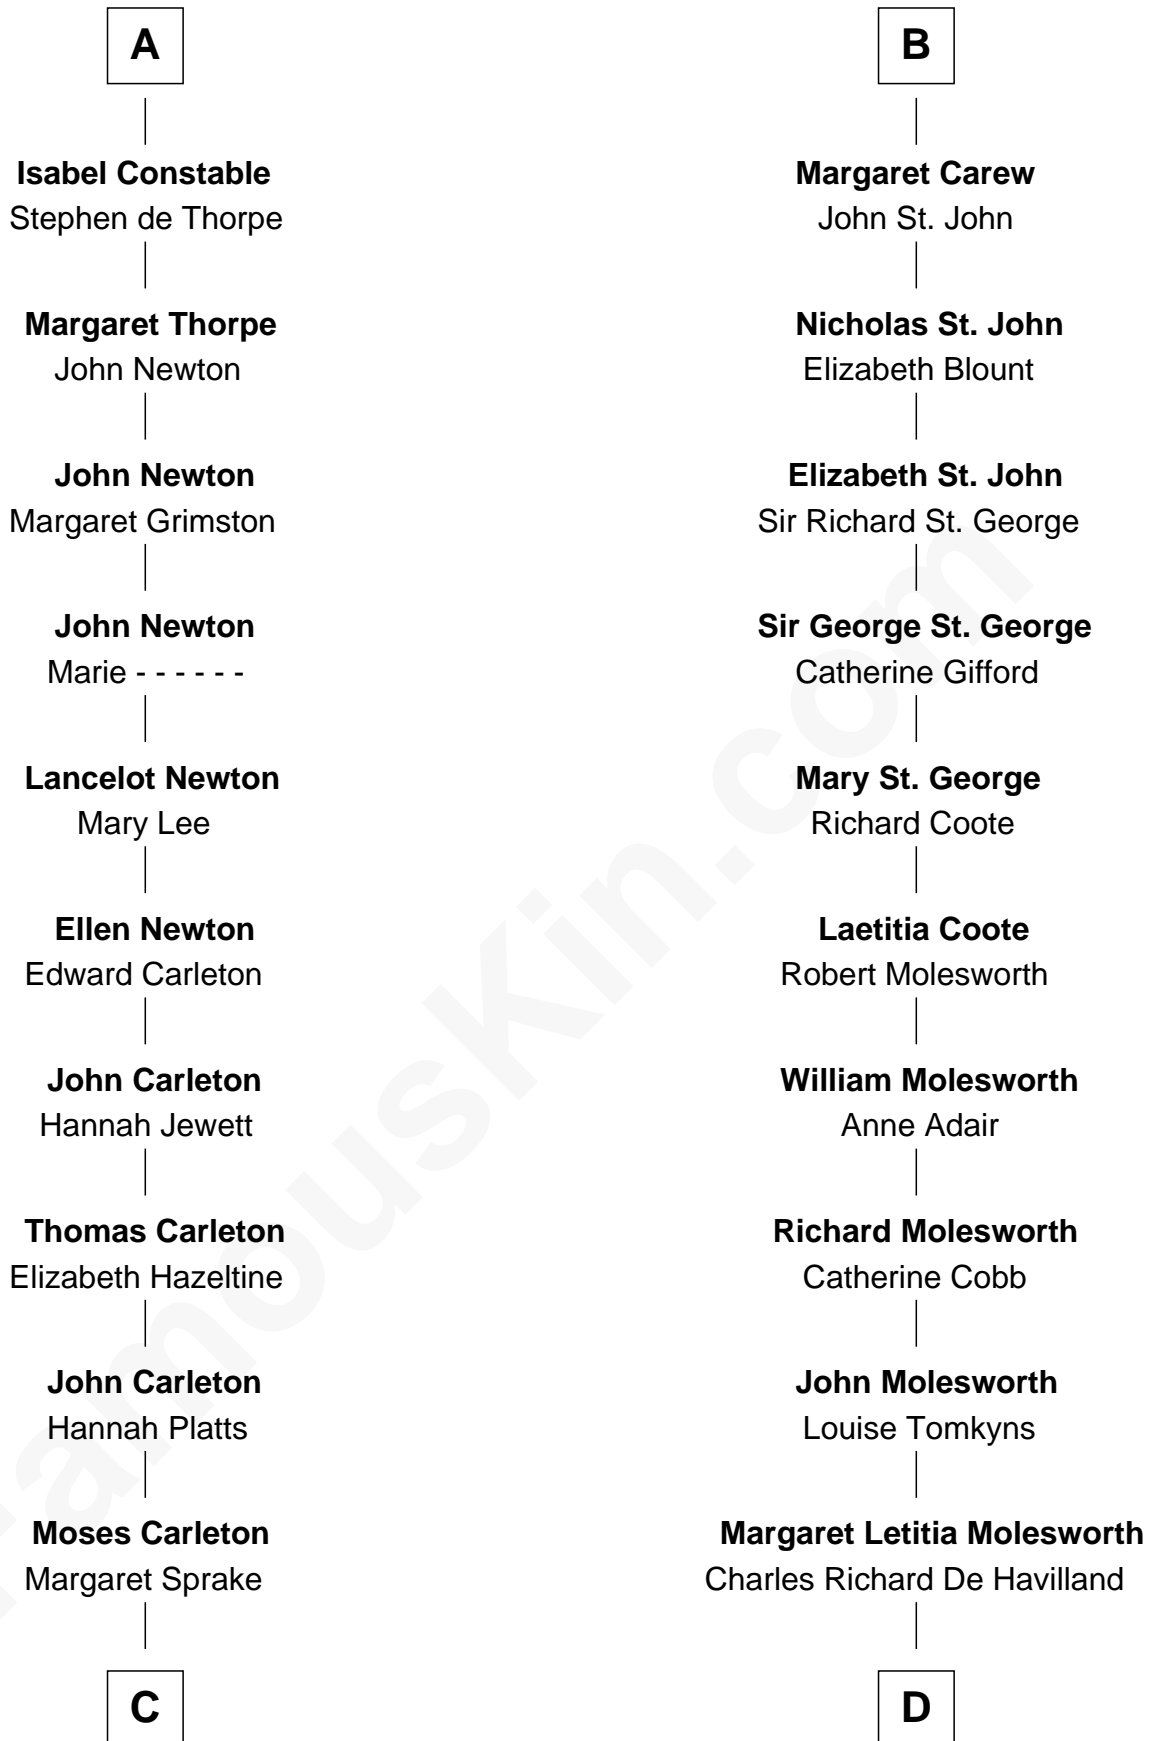 A
Isabel Constable
Stephen de Thorpe
Margaret Thorpe
John Newton
John Newton
Margaret Grimston
John Newton
Marie - - - - - -
Lancelot Newton
Mary Lee
Ellen Newton
Edward Carleton
John Carleton
Hannah Jewett
Thomas Carleton
Elizabeth Hazeltine
John Carleton
Hannah Platts
Moses Carleton
Margaret Sprake
C
B
Margaret Carew
John St. John
Nicholas St. John
Elizabeth Blount
Elizabeth St. John
Sir Richard St. George
Sir George St. George
Catherine Gifford
Mary St. George
Richard Coote
Laetitia Coote
Robert Molesworth
William Molesworth
Anne Adair
Richard Molesworth
Catherine Cobb
John Molesworth
Louise Tomkyns
Margaret Letitia Molesworth
Charles Richard De Havilland
D
FamousKin.com